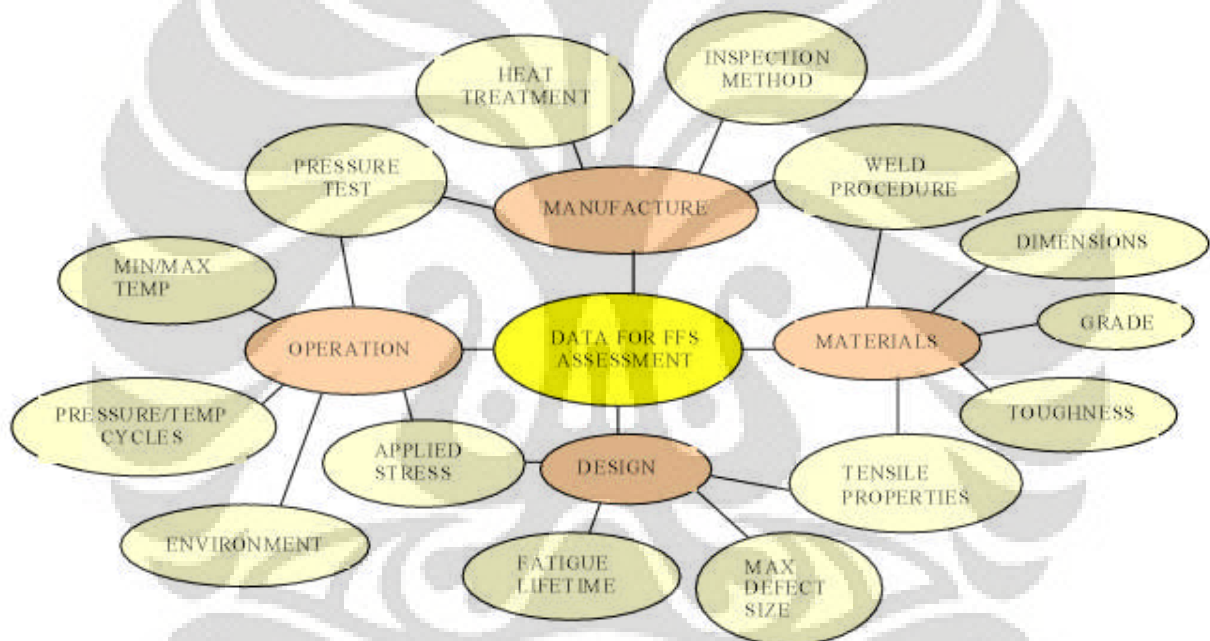 HEAT
TREATMENT
INSPECTION
METHOD
PRESSURE
TEST
MANUFACTURE
WELD
PROCEDURE
DIMENSIONS
MIN/MAX
TEMP
OPERATION
DATA FOR FFS
ASSESSMENT
MATERIALS
GRADE
PRESSURE/TEMP
CYCLES
APPLIED
STRESS
DESIGN
TOUGHNESS
TENSILE
PROPERTIES
ENVIRONMENT
FATIGUE
LIFETIME
MAX
DEFECT
SIZE